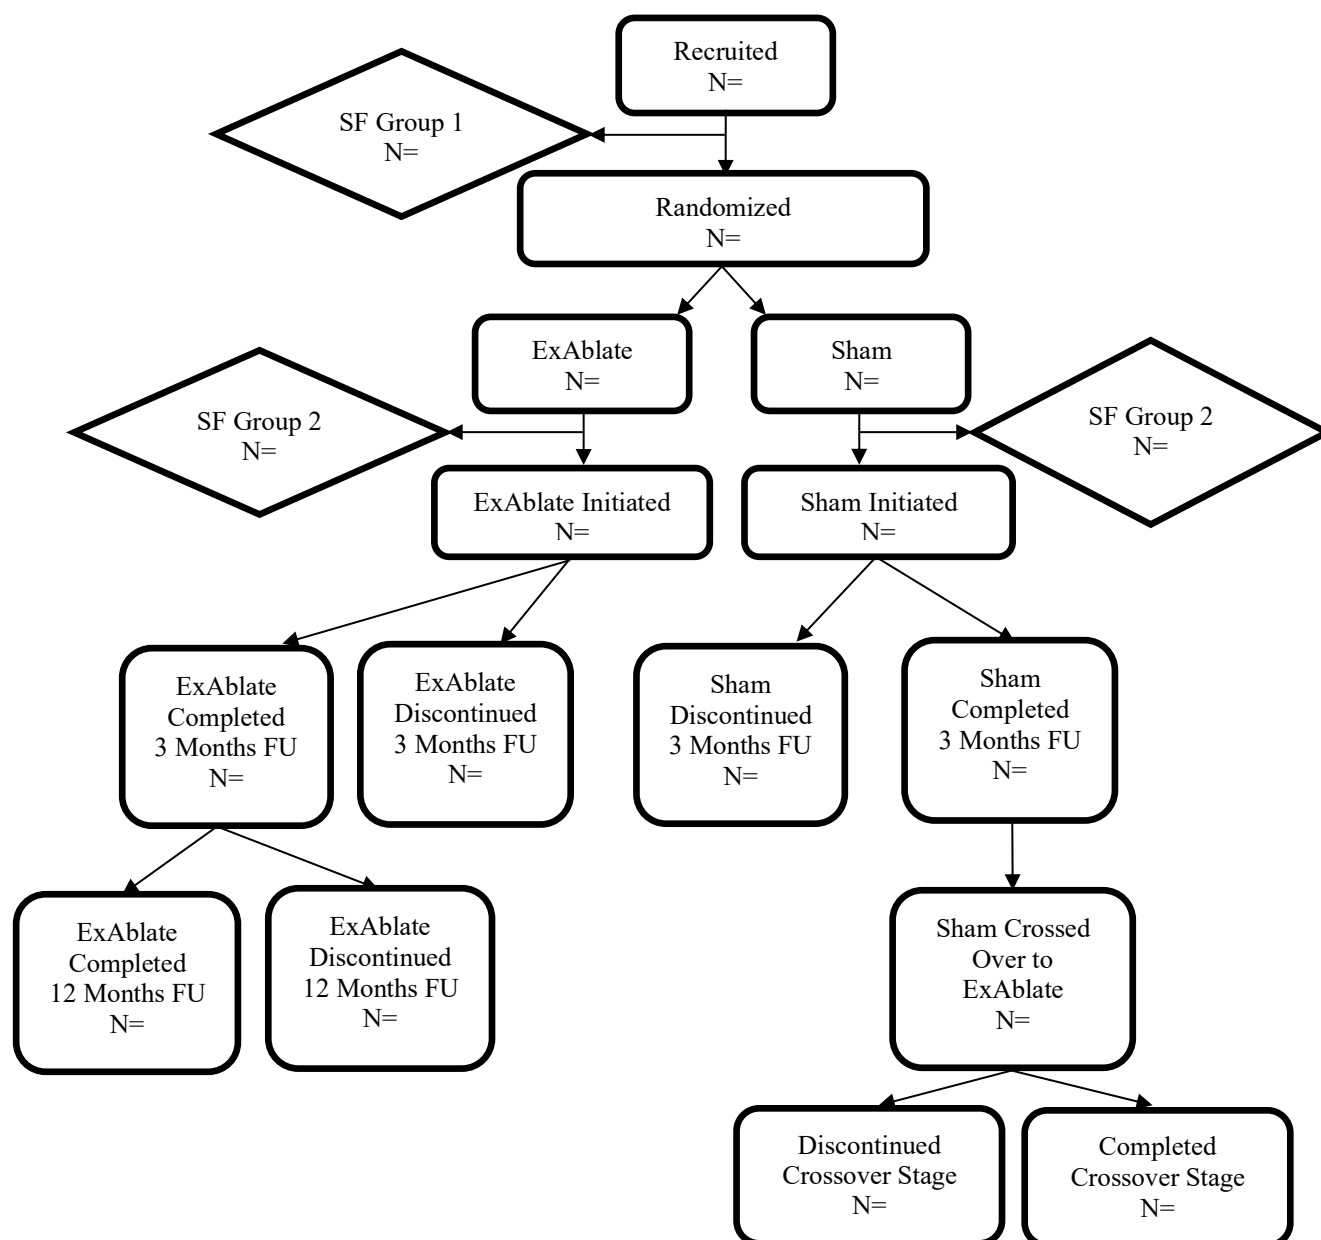 Recruited
N=
SF Group 1
N=
Randomized
N=
ExAblate
N=
Sham
N=
SF Group 2
N=
SF Group 2
N=
ExAblate Initiated
N=
Sham Initiated
N=
ExAblate
Completed
3 Months FU
N=
ExAblate
Discontinued
3 Months FU
N=
Sham
Discontinued
3 Months FU
N=
Sham
Completed
3 Months FU
N=
ExAblate
Completed
12 Months FU
N=
ExAblate
Discontinued
12 Months FU
N=
Sham Crossed
Over to
ExAblate
N=
Discontinued
Crossover Stage
N=
Completed
Crossover Stage
N=